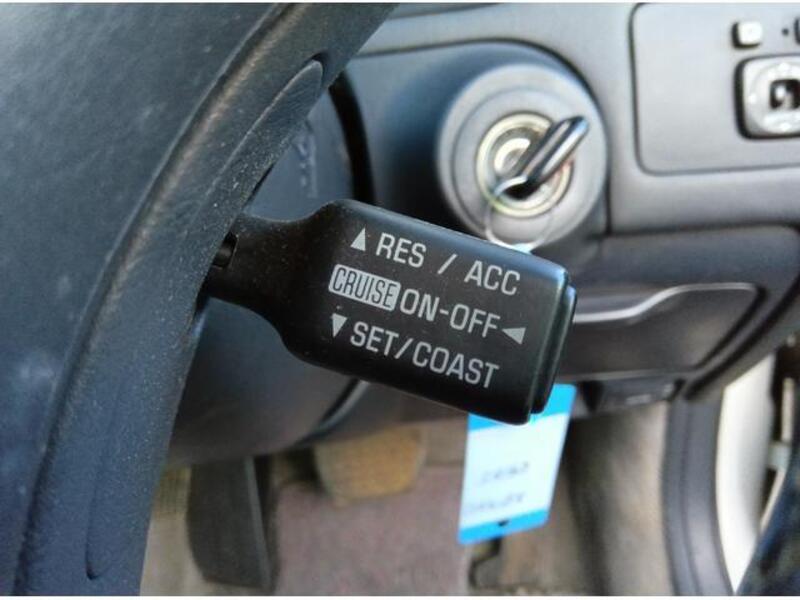 ▲ RES / ACC
CRUISE ON-OFF ◄
▼ SET/COAST